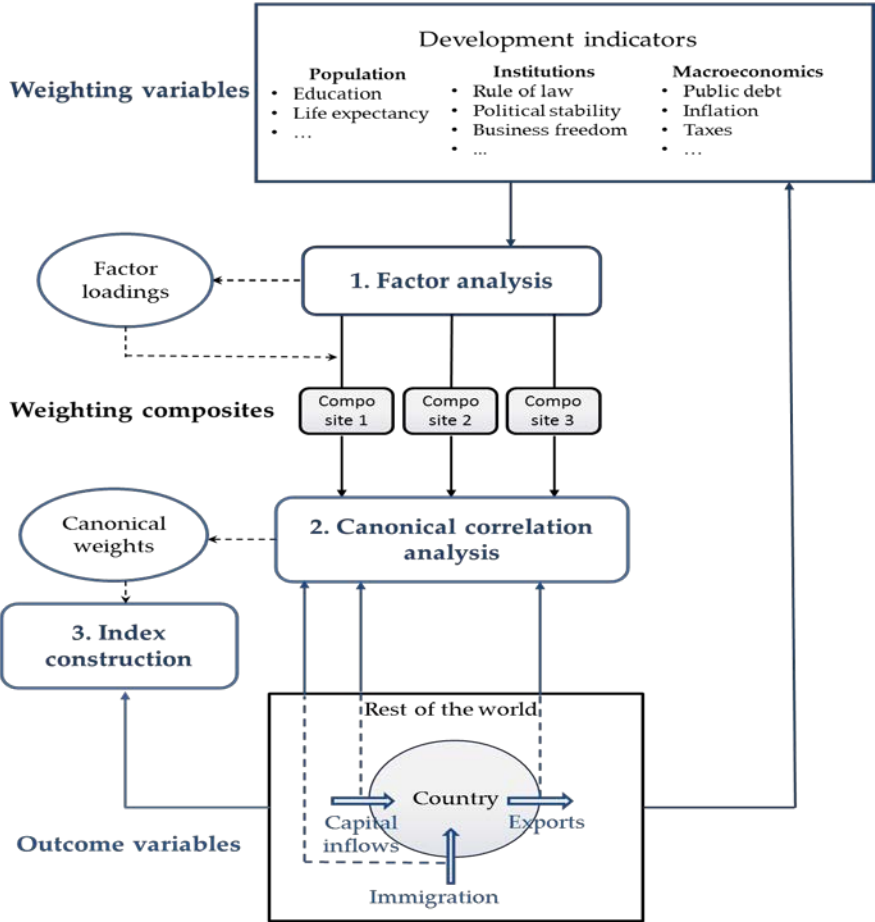 Development indicators
Weighting variables
Population
• Education
• Life expectancy
• …
Institutions
• Rule of law
• Political stability
• Business freedom
• ...
Macroeconomics
• Public debt
• Inflation
• Taxes
• …
Factor
loadings
1. Factor analysis
Weighting composites
Compo
site 1
Compo
site 2
Compo
site 3
Canonical
weights
2. Canonical correlation
analysis
3. Index
construction
Rest of the world
Country
Capital
inflows
Exports
Outcome variables
Immigration